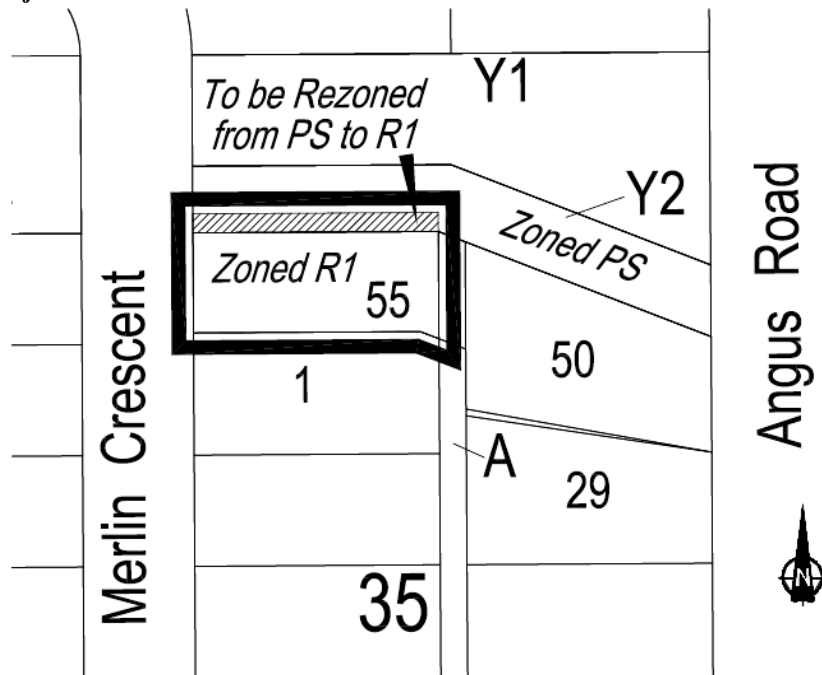 To be Rezoned
from PS to R1
Y1
Y2
Zoned PS
Zoned R1
55
50
1
A
29
35
Merlin Crescent
Angus Road
N